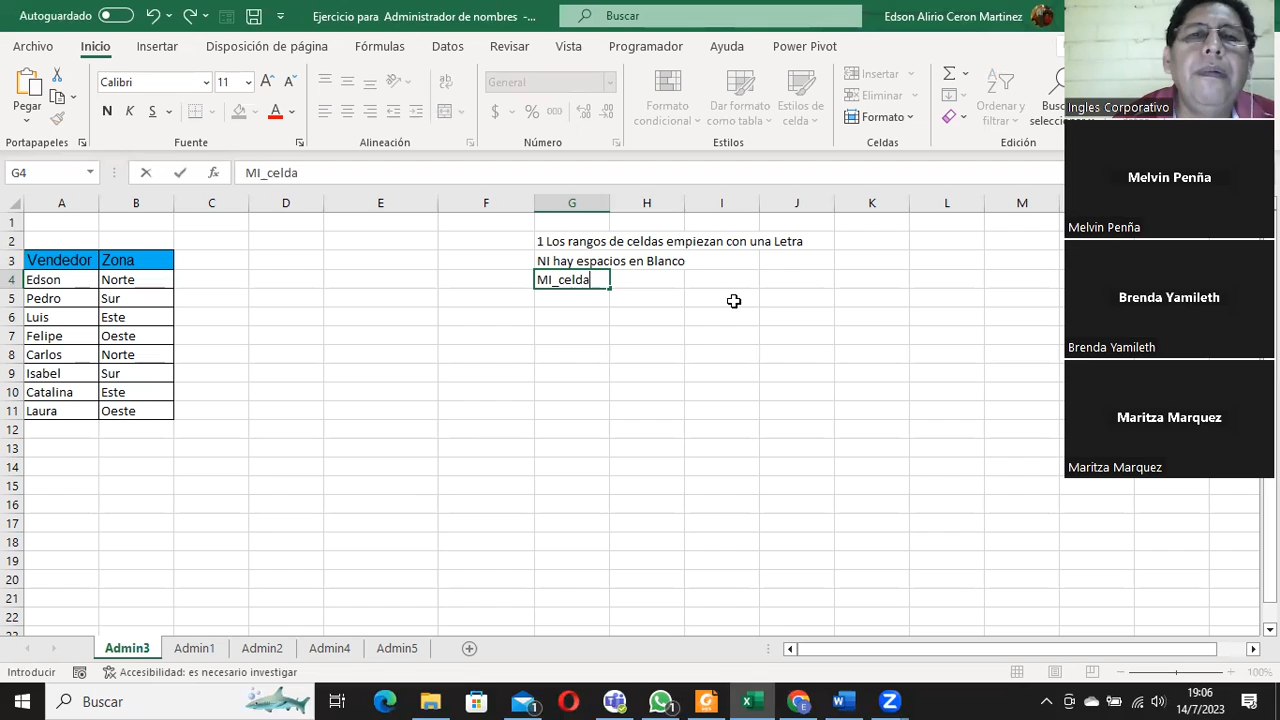 Autoguardado
Ejercicio para Administrador de nombres -...
Buscar
Edson Alirio Ceron Martinez
Archivo Inicio Insertar Disposición de página Fórmulas Datos Revisar Vista Programador Ayuda Power Pivot
Pegar
Calibri 11
N K S
General
$ % 000
Formato condicional
Dar formato como tabla
Estilos de celda
Insertar
Eliminar
Formato
Ordenar y filtrar
Portapapeles Fuente Alineación Estilos Celdas Edición
G4 fx MI_celda
A B C D E F G H I J K L M
1
2 1 Los rangos de celdas empiezan con una Letra
3 Vendedor Zona NI hay espacios en Blanco
4 Edson Norte MI_celda
5 Pedro Sur
6 Luis Este
7 Felipe Oeste
8 Carlos Norte
9 Isabel Sur
10 Catalina Este
11 Laura Oeste
12
13
14
15
16
17
18
19
20
21
22
Ingles Corporativo
Melvin Penña
Melvin Penña
Brenda Yamileth
Brenda Yamileth
Maritza Marquez
Maritza Marquez
Admin3 Admin1 Admin2 Admin4 Admin5
Introducir Accesibilidad: es necesario investigar
Buscar
19:06
14/7/2023